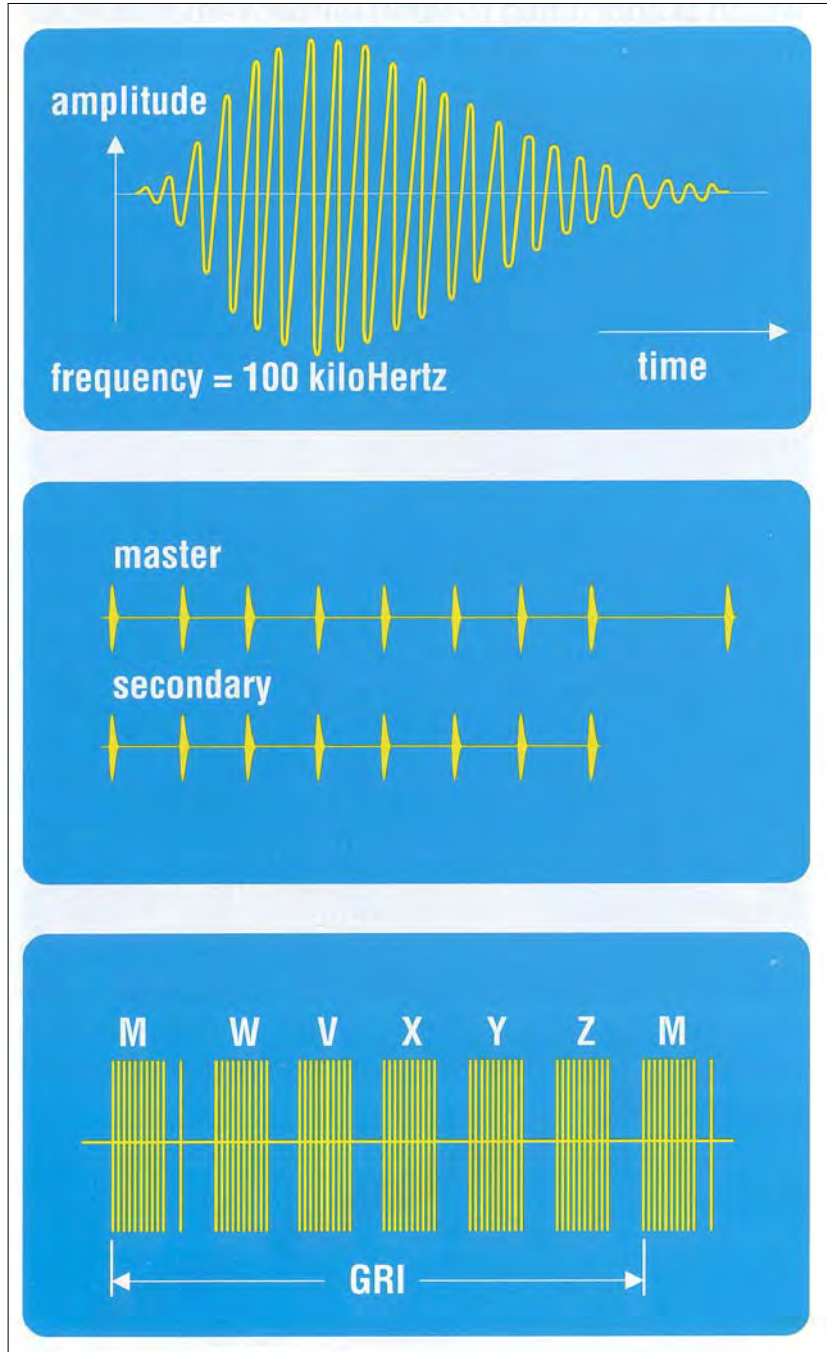 amplitude
frequency = 100 kiloHertz
time
master
secondary
M W V X Y Z M
GRI